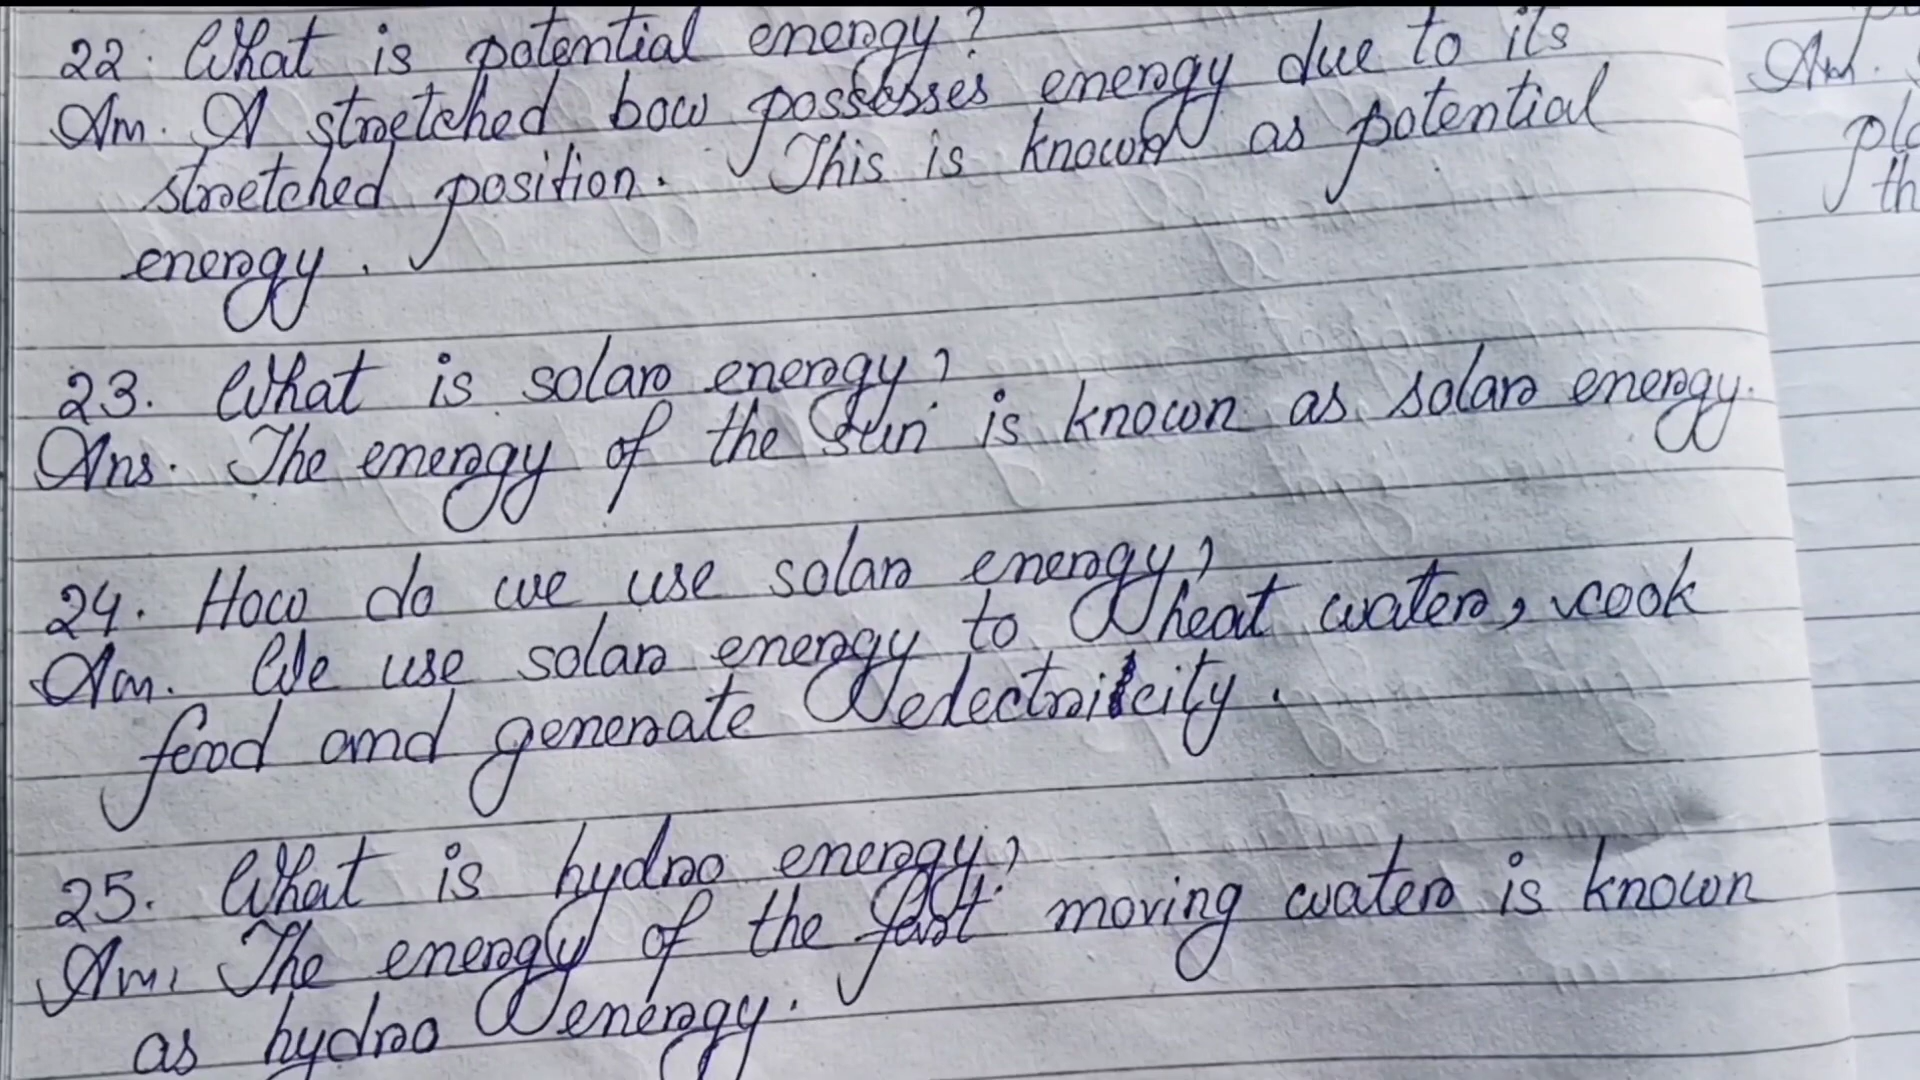 22. What is potential energy?
Ans. A stretched bow possesses energy due to its
stretched position. This is known as potential
energy.
23. What is solar energy?
Ans. The energy of the Sun is known as solar energy.
24. How do we use solar energy?
Ans. We use solar energy to heat water, cook
food and generate electricity.
25. What is hydro energy?
Ans. The energy of the fast moving water is known
as hydro energy.
Ans.
th